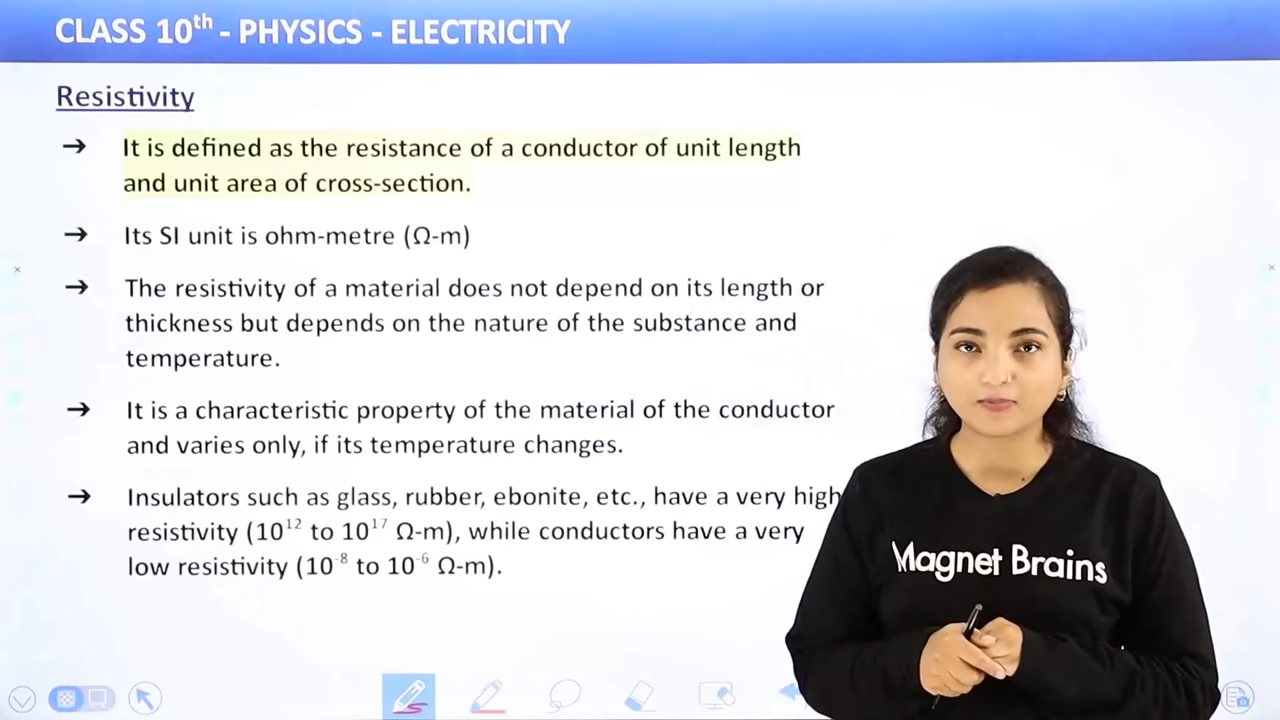 CLASS 10th - PHYSICS - ELECTRICITY
Resistivity
➔ It is defined as the resistance of a conductor of unit length
and unit area of cross-section.
➔ Its SI unit is ohm-metre (Ω-m)
➔ The resistivity of a material does not depend on its length or
thickness but depends on the nature of the substance and
temperature.
➔ It is a characteristic property of the material of the conductor
and varies only, if its temperature changes.
➔ Insulators such as glass, rubber, ebonite, etc., have a very high
resistivity (10¹² to 10¹⁷ Ω-m), while conductors have a very
low resistivity (10⁻⁸ to 10⁻⁶ Ω-m).
Magnet Brains